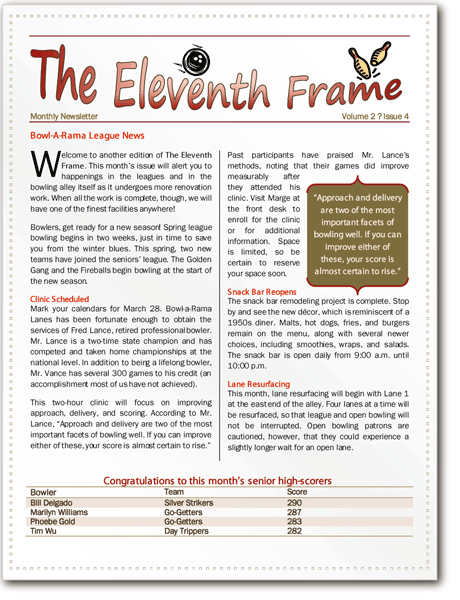 The Eleventh Frame
Monthly Newsletter
Volume 2 ? Issue 4
Bowl-A-Rama League News
Welcome to another edition of The Eleventh
Frame. This month's issue will alert you to
happenings in the leagues and in the
bowling alley itself as it undergoes more renovation
work. When all the work is complete, though, we will
have one of the finest facilities anywhere!
Bowlers, get ready for a new season! Spring league
bowling begins in two weeks, just in time to save
you from the winter blues. This spring, two new
teams have joined the seniors' league. The Golden
Gang and the Fireballs begin bowling at the start of
the new season.
Clinic Scheduled
Mark your calendars for March 28. Bowl-a-Rama
Lanes has been fortunate enough to obtain the
services of Fred Lance, retired professional bowler.
Mr. Lance is a two-time state champion and has
competed and taken home championships at the
national level. In addition to being a lifelong bowler,
Mr. Vance has several 300 games to his credit (an
accomplishment most of us have not achieved).
This two-hour clinic will focus on improving
approach, delivery, and scoring. According to Mr.
Lance, "Approach and delivery are two of the most
important facets of bowling well. If you can improve
either of these, your score is almost certain to rise."
Past participants have praised Mr. Lance's
methods, noting that their games did improve
measurably after
they attended his
clinic. Visit Marge at
the front desk to
enroll for the clinic
or for additional
information. Space
is limited, so be
certain to reserve
your space soon.
"Approach and delivery
are two of the most
important facets of
bowling well. If you can
improve either of
these, your score is
almost certain to rise."
Snack Bar Reopens
The snack bar remodeling project is complete. Stop
by and see the new décor, which is reminiscent of a
1950s diner. Malts, hot dogs, fries, and burgers
remain on the menu, along with several newer
choices, including smoothies, wraps, and salads.
The snack bar is open daily from 9:00 a.m. until
10:00 p.m.
Lane Resurfacing
This month, lane resurfacing will begin with Lane 1
at the east end of the alley. Four lanes at a time will
be resurfaced, so that league and open bowling will
not be interrupted. Open bowling patrons are
cautioned, however, that they could experience a
slightly longer wait for an open lane.
Congratulations to this month's senior high-scorers
Bowler Team Score
Bill Delgado Silver Strikers 290
Marilyn Williams Go-Getters 287
Phoebe Gold Go-Getters 283
Tim Wu Day Trippers 282